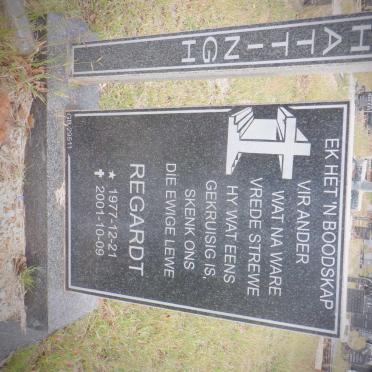 HATTINGH
EK HET 'N BOODSKAP
VIR ANDER
WAT NA WARE
VREDE STREWE
HY WAT EENS
GEKRUISIG IS,
SKENK ONS
DIE EWIGE LEWE
REGARDT
★ 1977-12-21
✝ 2001-10-09